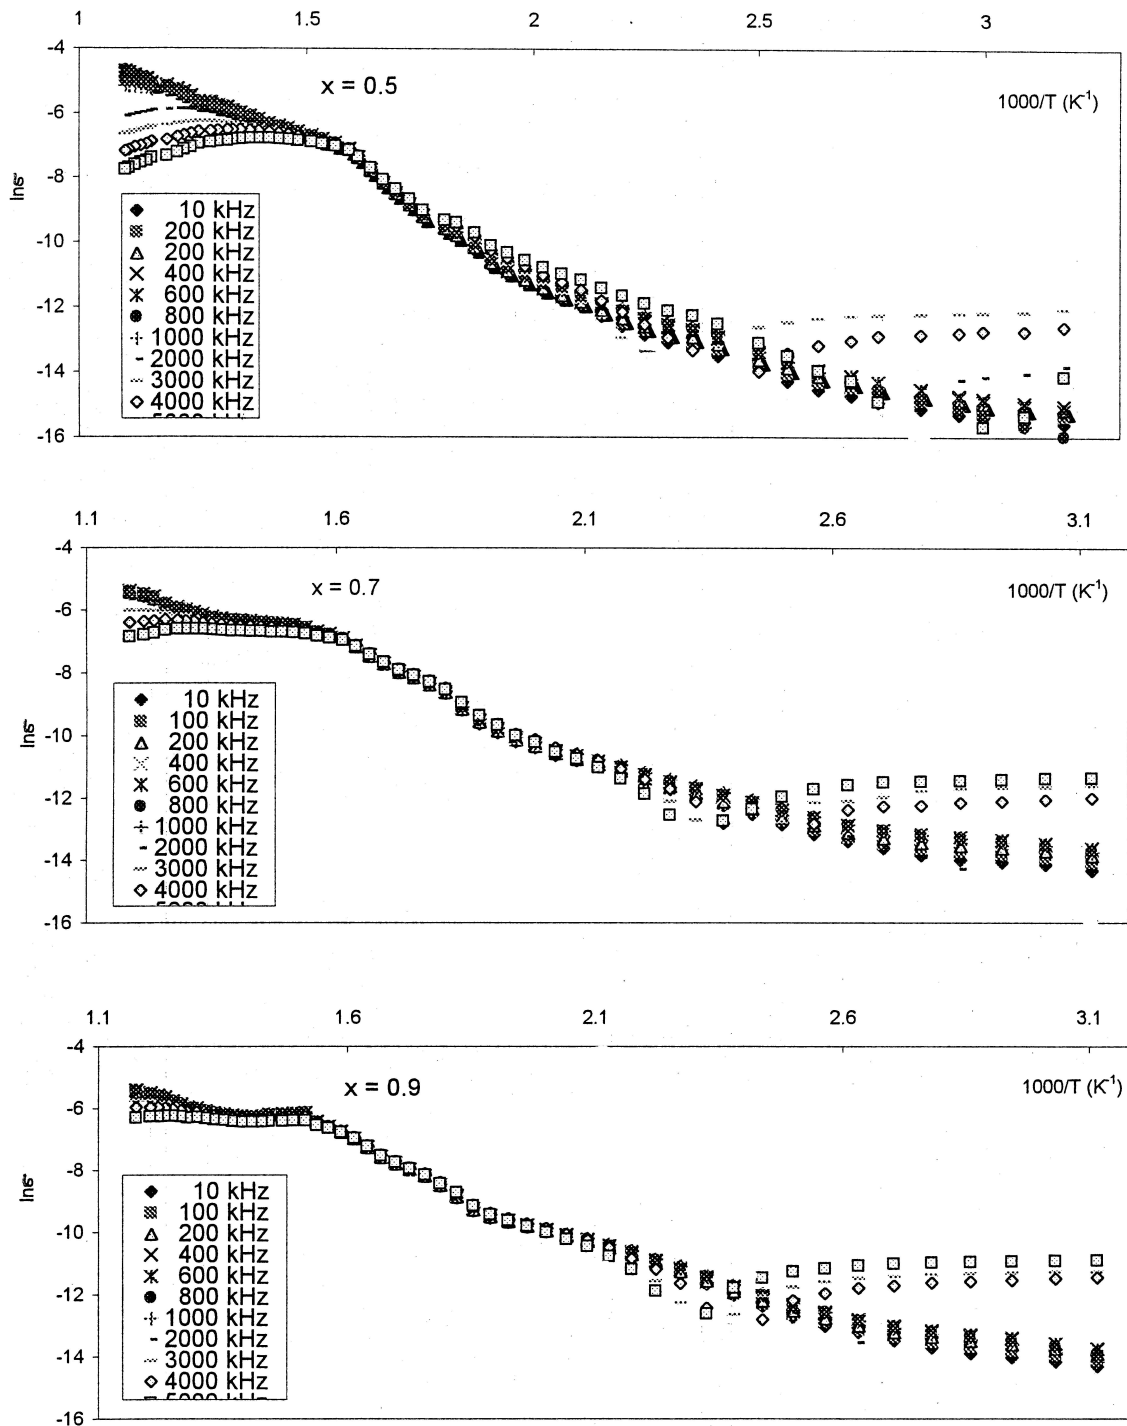 1 1.5 2 2.5 3
-4
x = 0.5
1000/T (K⁻¹)
-6
-8
-10
-12
-14
-16
10 kHz
200 kHz
200 kHz
400 kHz
600 kHz
800 kHz
1000 kHz
2000 kHz
3000 kHz
4000 kHz
1.1 1.6 2.1 2.6 3.1
-4
x = 0.7
1000/T (K⁻¹)
-6
-8
-10
-12
-14
-16
10 kHz
100 kHz
200 kHz
400 kHz
600 kHz
800 kHz
1000 kHz
2000 kHz
3000 kHz
4000 kHz
1.1 1.6 2.1 2.6 3.1
-4
x = 0.9
1000/T (K⁻¹)
-6
-8
-10
-12
-14
-16
10 kHz
100 kHz
200 kHz
400 kHz
600 kHz
800 kHz
1000 kHz
2000 kHz
3000 kHz
4000 kHz